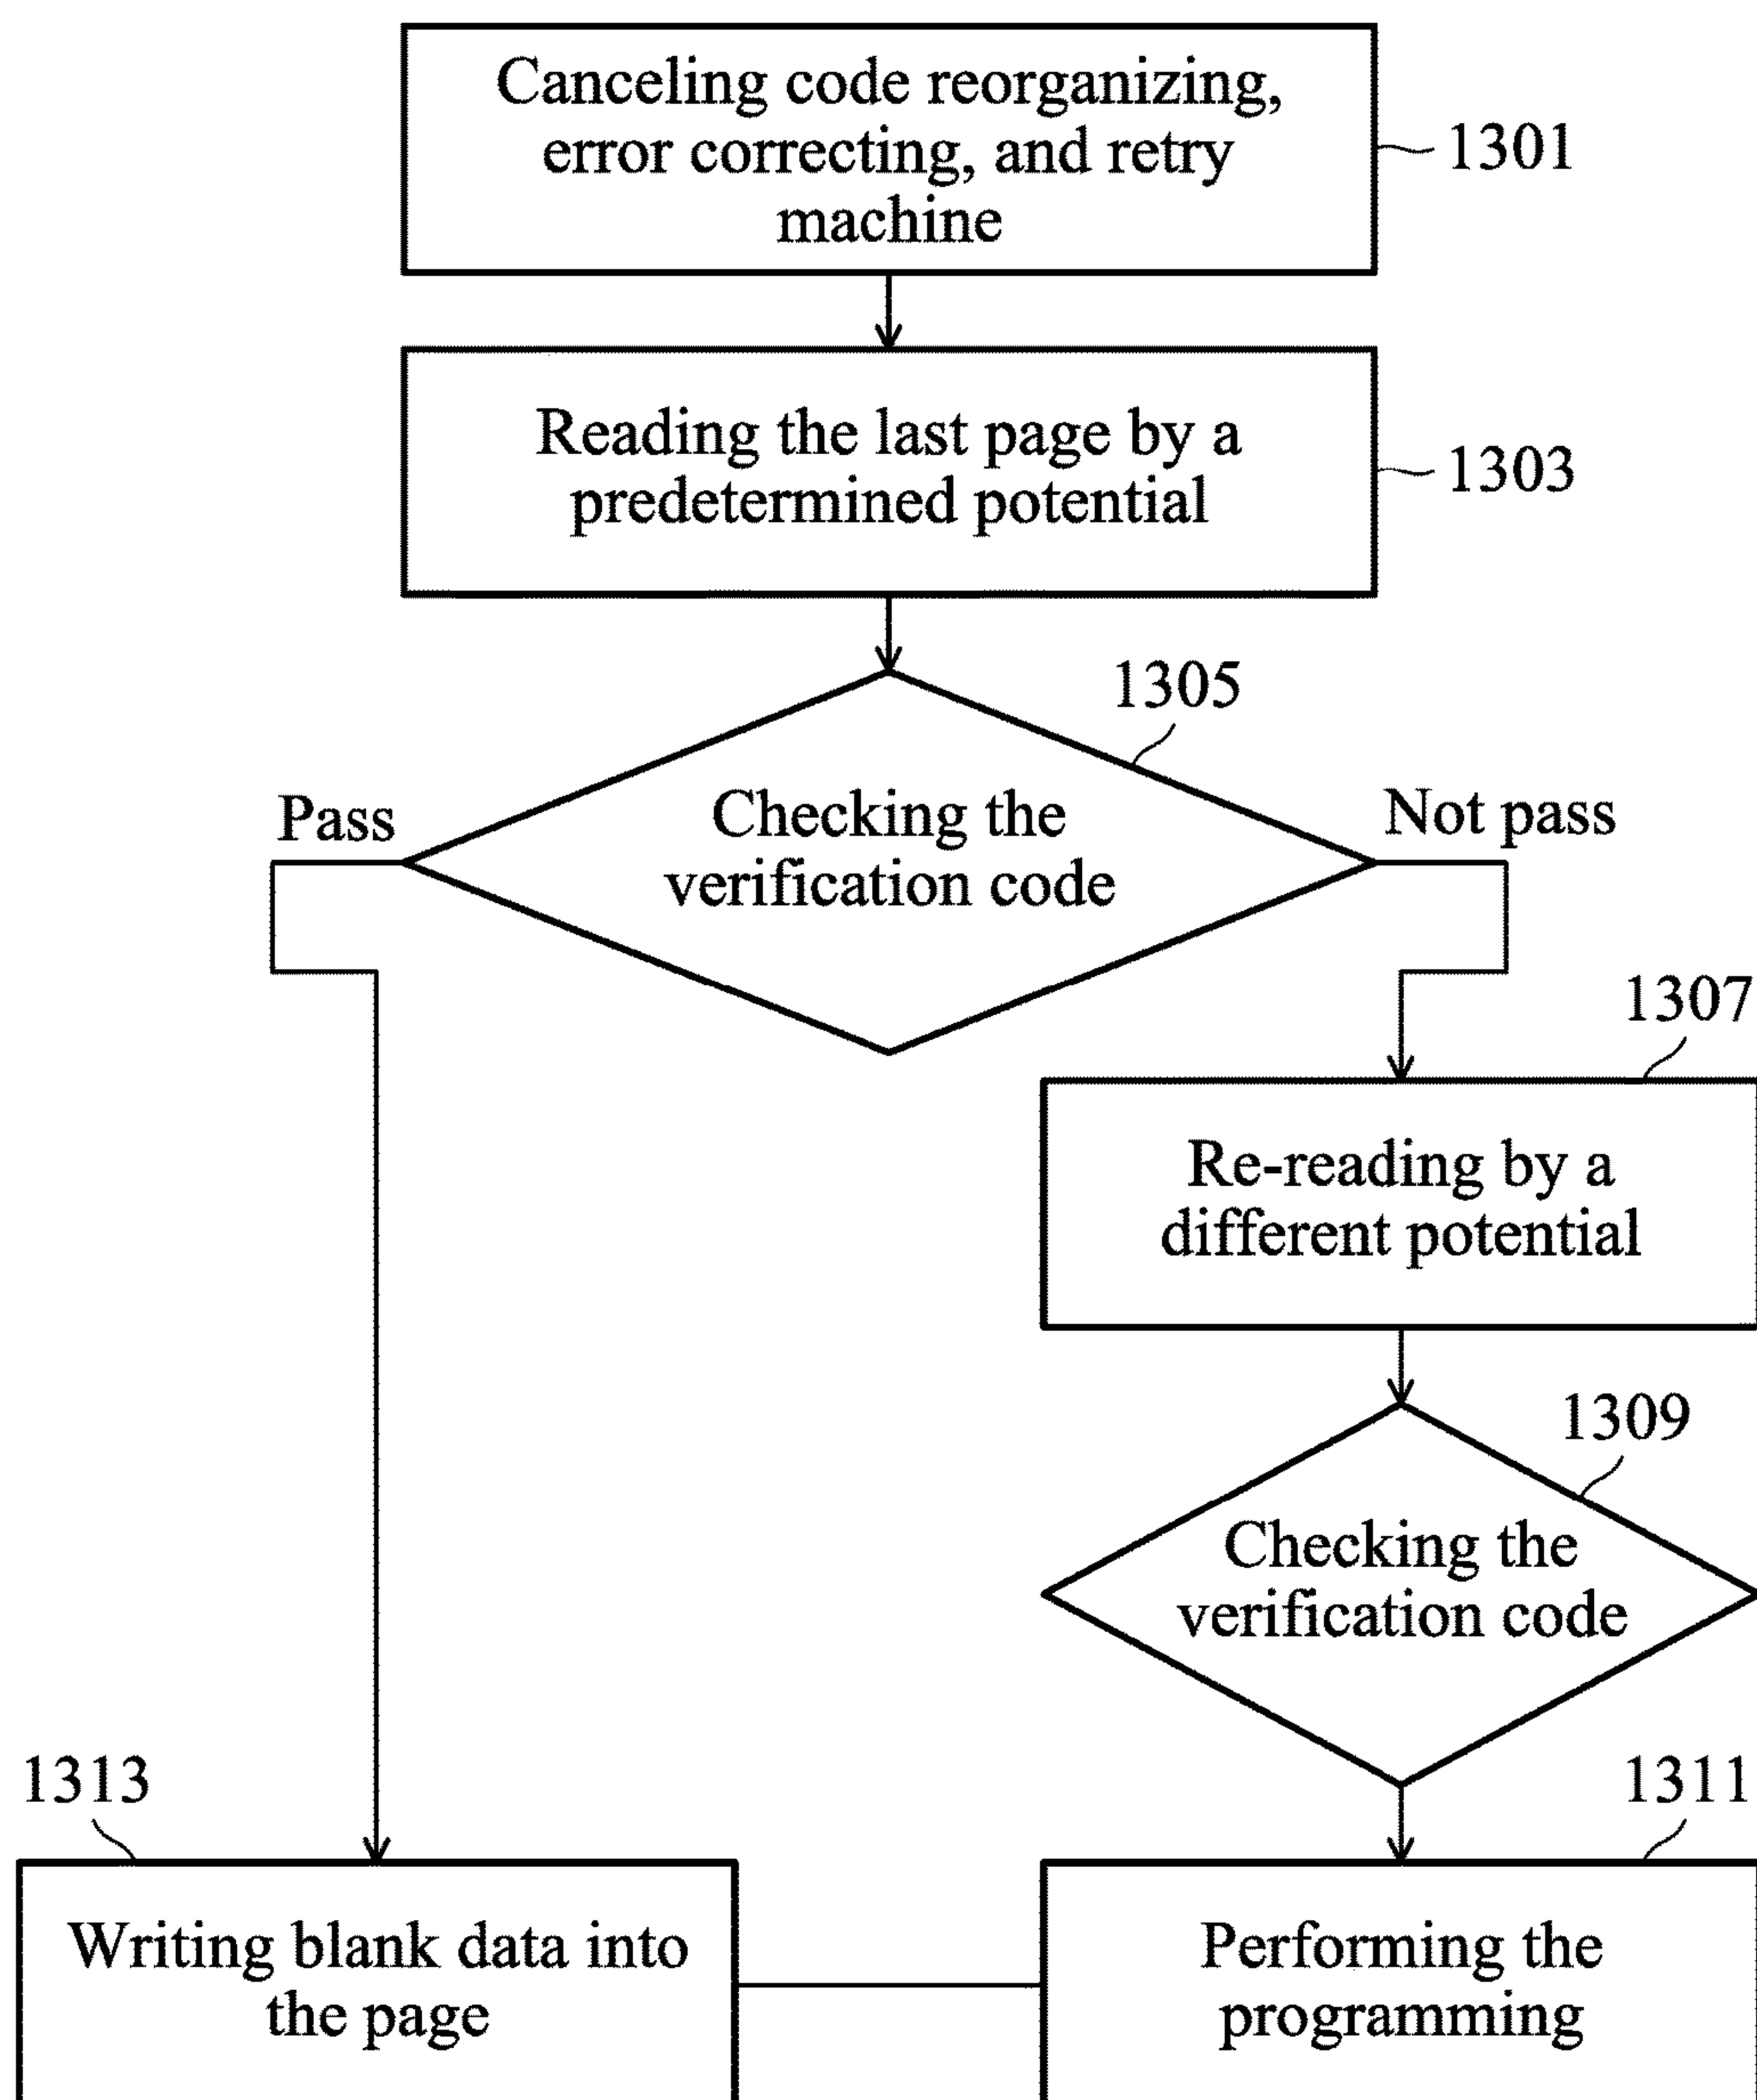 Canceling code reorganizing,
error correcting, and retry
machine
1301
Reading the last page by a
predetermined potential
1303
1305
Pass
Checking the
verification code
Not pass
1307
Re-reading by a
different potential
1309
Checking the
verification code
1313
1311
Writing blank data into
the page
Performing the
programming